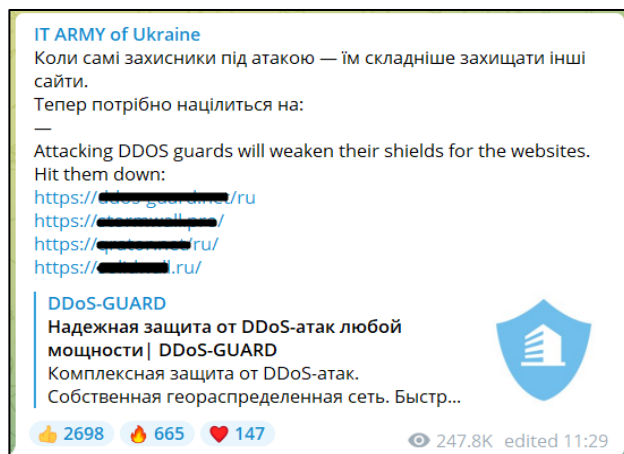 IT ARMY of Ukraine
Коли самі захисники під атакою — їм складніше захищати інші
сайти.
Тепер потрібно націлиться на:
—
Attacking DDOS guards will weaken their shields for the websites.
Hit them down:
https:// /ru
https:// /
https:// /ru/
https:// .ru/
DDoS-GUARD
Надежная защита от DDoS-атак любой
мощности| DDoS-GUARD
Комплексная защита от DDoS-атак.
Собственная геораспределенная сеть. Быстр...
👍 2698 🔥 665 ❤️ 147
247.8K edited 11:29